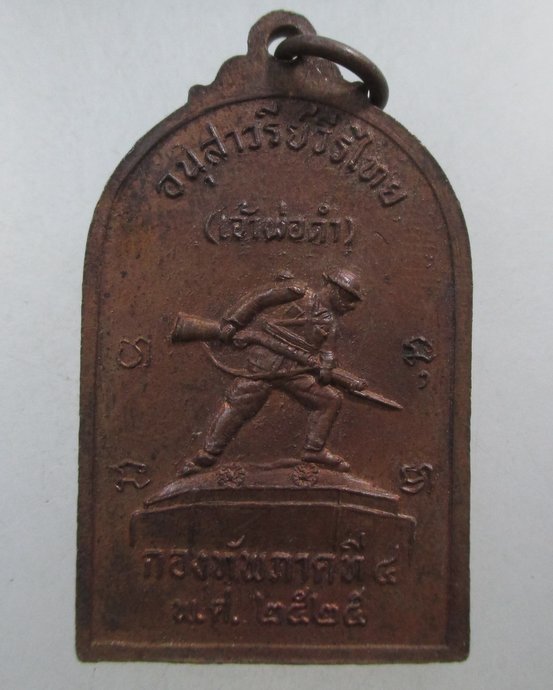 อนุสาวรีย์วีรไทย
(เจ้าพ่อดำ)
กองทัพภาคที่ ๔
พ.ศ. ๒๕๒๕